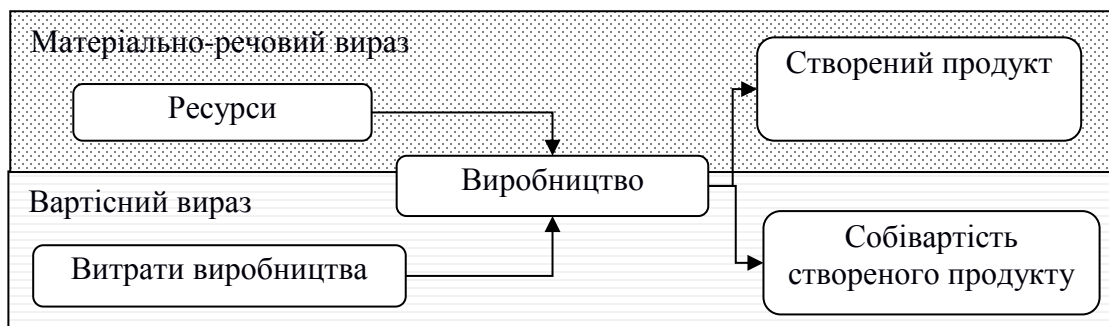 Матеріально-речовий вираз
Створений продукт
Ресурси
Виробництво
Вартісний вираз
Собівартість
створеного продукту
Витрати виробництва